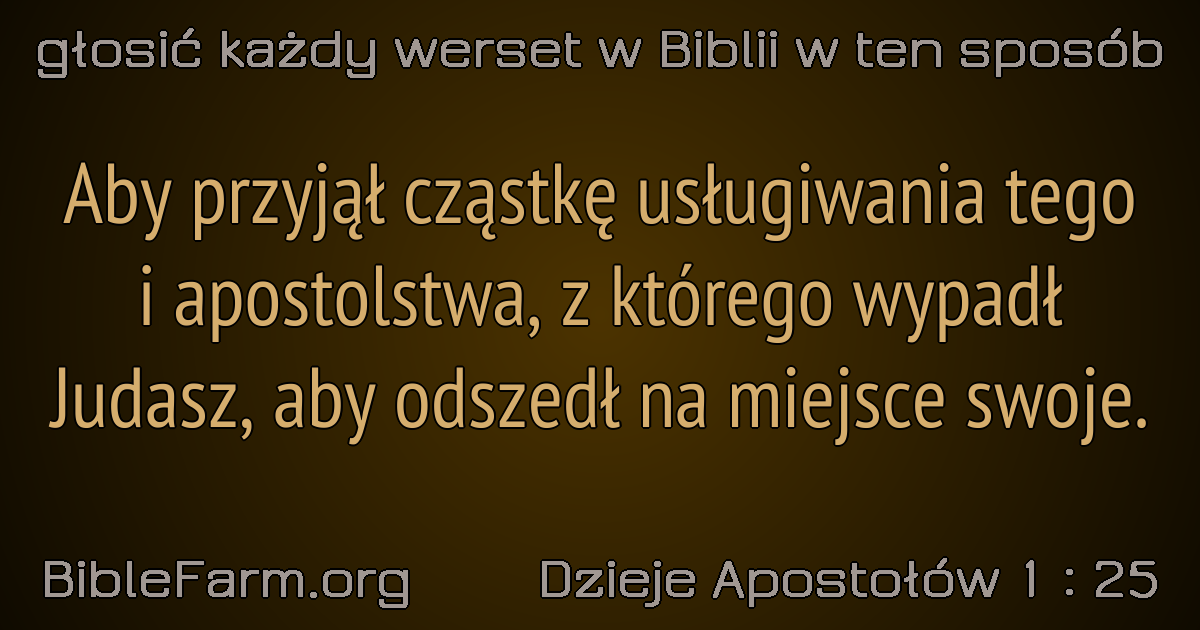 głosić każdy werset w Biblii w ten sposób
Aby przyjął cząstkę usługiwania tego
i apostolstwa, z którego wypadł
Judasz, aby odszedł na miejsce swoje.
BibleFarm.org
Dzieje Apostołów 1 : 25